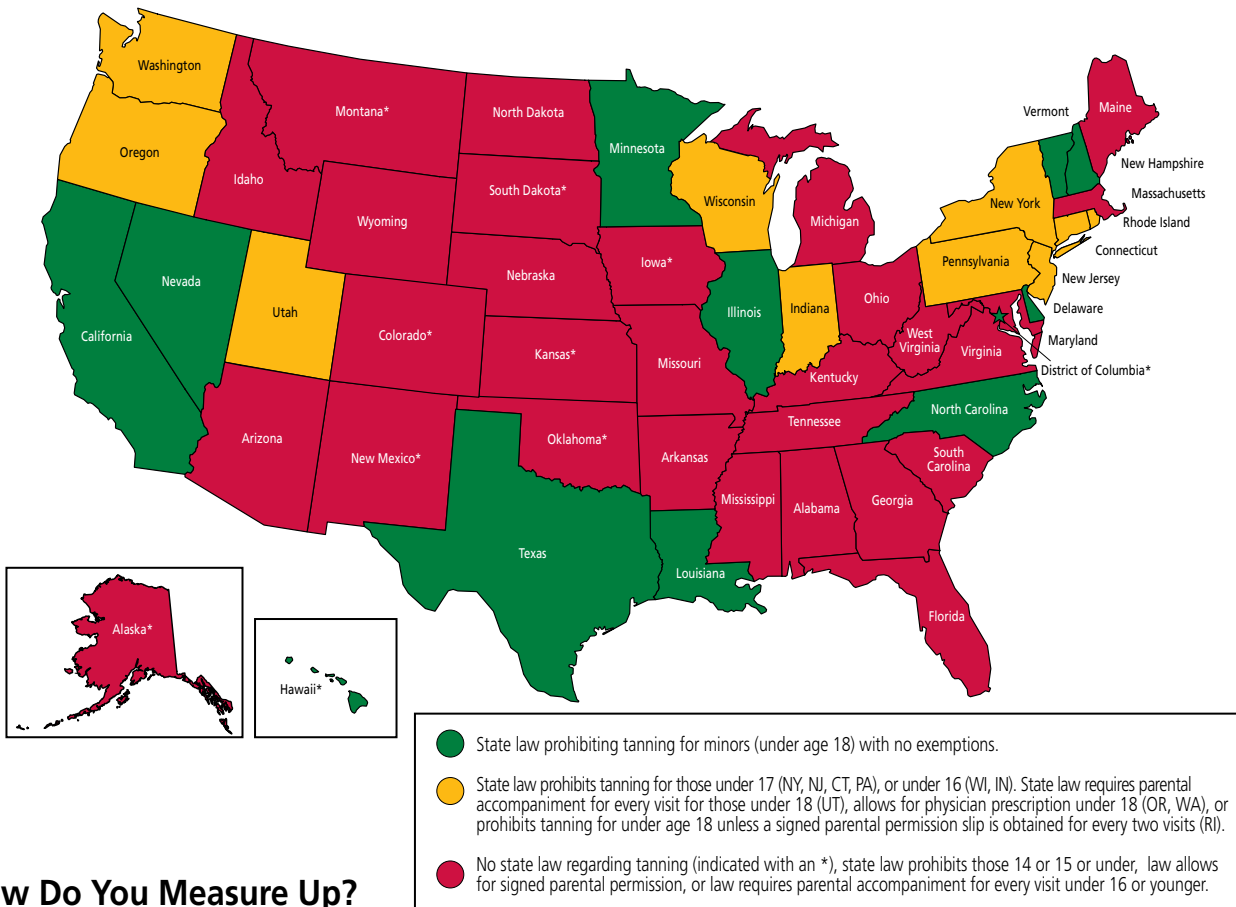 Washington
Oregon
California
Nevada
Idaho
Montana*
Wyoming
Utah
Colorado*
Arizona
New Mexico*
North Dakota
South Dakota*
Nebraska
Kansas*
Oklahoma*
Texas
Minnesota
Iowa*
Missouri
Arkansas
Louisiana
Wisconsin
Illinois
Michigan
Indiana
Ohio
Kentucky
Tennessee
Mississippi
Alabama
Georgia
Florida
South
Carolina
North Carolina
Virginia
West
Virginia
Pennsylvania
New York
Vermont
Maine
New Hampshire
Massachusetts
Rhode Island
Connecticut
New Jersey
Delaware
Maryland
District of Columbia*
Alaska*
Hawaii*
State law prohibiting tanning for minors (under age 18) with no exemptions.
State law prohibits tanning for those under 17 (NY, NJ, CT, PA), or under 16 (WI, IN). State law requires parental
accompaniment for every visit for those under 18 (UT), allows for physician prescription under 18 (OR, WA), or
prohibits tanning for under age 18 unless a signed parental permission slip is obtained for every two visits (RI).
No state law regarding tanning (indicated with an *), state law prohibits those 14 or 15 or under, law allows
for signed parental permission, or law requires parental accompaniment for every visit under 16 or younger.
w Do You Measure Up?